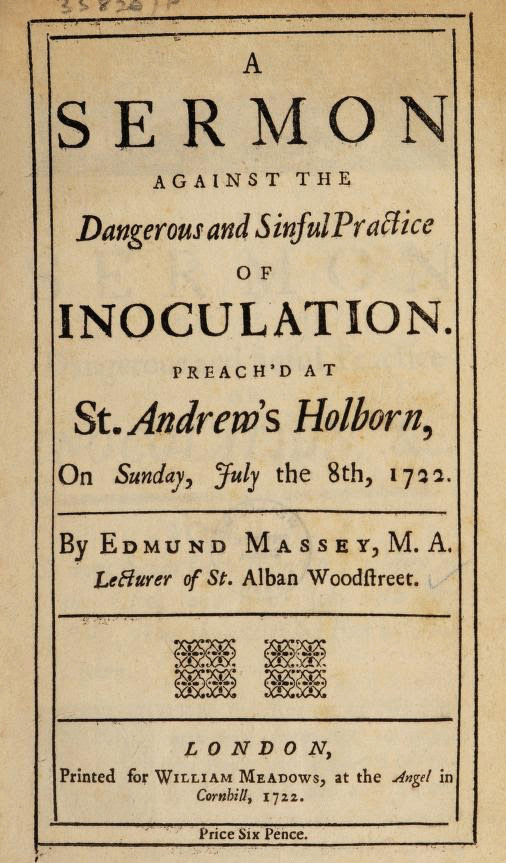 35820/P
A
SERMON
AGAINST THE
Dangerous and Sinful Practice
OF
INOCULATION.
PREACH'D AT
St. Andrew's Holborn,
On Sunday, July the 8th, 1722.
By EDMUND MASSEY, M. A.
Lecturer of St. Alban Woodſtreet.
LONDON,
Printed for WILLIAM MEADOWS, at the Angel in
Cornhill, 1722.
Price Six Pence.